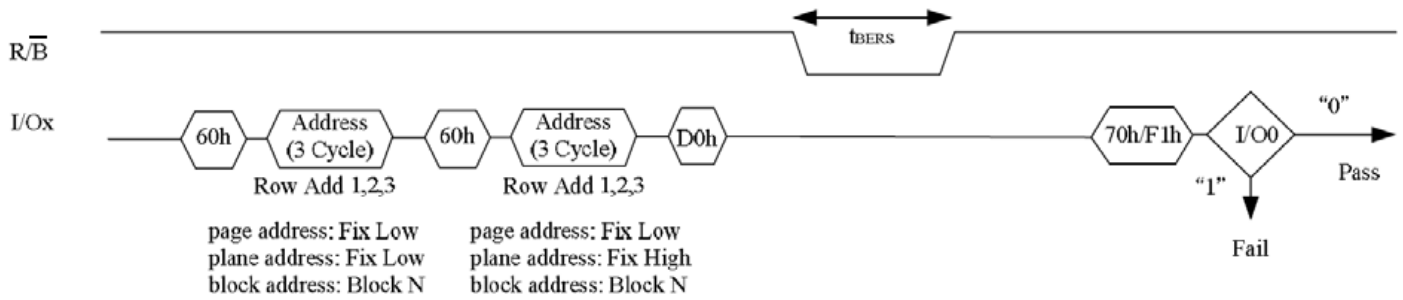 R/B̅
tBERS
I/Ox
60h
Address
(3 Cycle)
60h
Address
(3 Cycle)
D0h
70h/F1h
I/O0
"0"
Pass
"1"
Fail
Row Add 1,2,3
Row Add 1,2,3
page address: Fix Low
plane address: Fix Low
block address: Block N
page address: Fix Low
plane address: Fix High
block address: Block N